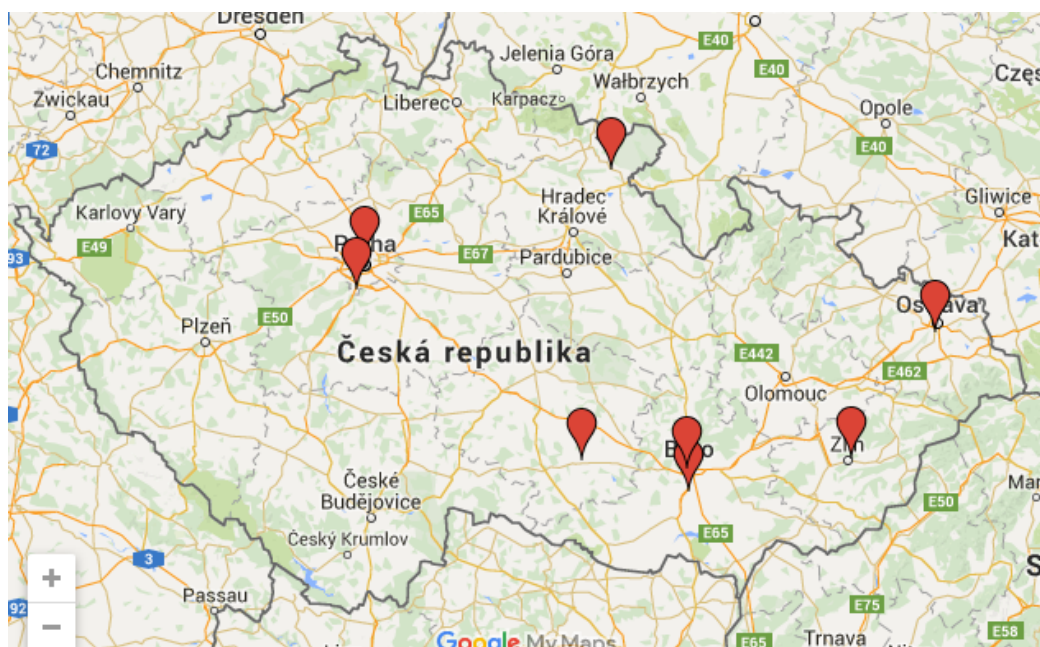 Dresden
Jelenia Góra
E40
E40
Chemnitz
Wałbrzych
Zwickau
Liberec
Karpacz
Opole
72
E40
Gliwice
Karlovy Vary
E65
Hradec
Králové
E49
E67
Pardubice
93
E50
Plzeň
Česká republika
E442
E462
Olomouc
České
Budějovice
E50
Český Krumlov
E65
3
+
Passau
E75
92
−
E58
Google My Maps
E65
Trnava